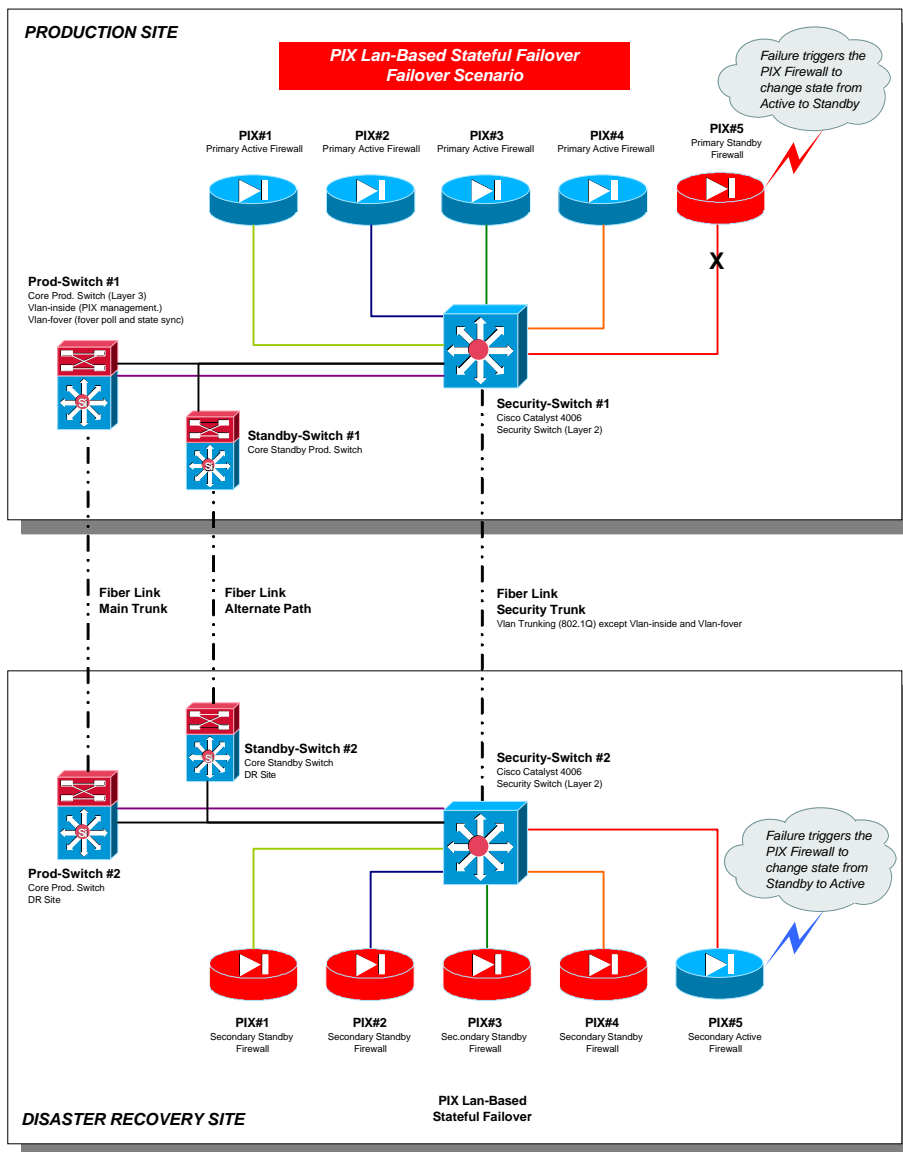 PRODUCTION SITE
PIX Lan-Based Stateful Failover
Failover Scenario
Failure triggers the
PIX Firewall to
change state from
Active to Standby
PIX#1
Primary Active Firewall
PIX#2
Primary Active Firewall
PIX#3
Primary Active Firewall
PIX#4
Primary Active Firewall
PIX#5
Primary Standby
Firewall
X
Prod-Switch #1
Core Prod. Switch (Layer 3)
Vlan-inside (PIX management.)
Vlan-fover (fover poll and state sync)
Si
Standby-Switch #1
Core Standby Prod. Switch
Si
Security-Switch #1
Cisco Catalyst 4006
Security Switch (Layer 2)
Fiber Link
Main Trunk
Fiber Link
Alternate Path
Fiber Link
Security Trunk
Vlan Trunking (802.1Q) except Vlan-inside and Vlan-fover
Standby-Switch #2
Core Standby Switch
DR Site
Si
Security-Switch #2
Cisco Catalyst 4006
Security Switch (Layer 2)
Si
Prod-Switch #2
Core Prod. Switch
DR Site
Failure triggers the
PIX Firewall to
change state from
Standby to Active
PIX#1
Secondary Standby
Firewall
PIX#2
Secondary Standby
Firewall
PIX#3
Sec.ondary Standby
Firewall
PIX#4
Secondary Standby
Firewall
PIX#5
Secondary Active
Firewall
PIX Lan-Based
Stateful Failover
DISASTER RECOVERY SITE